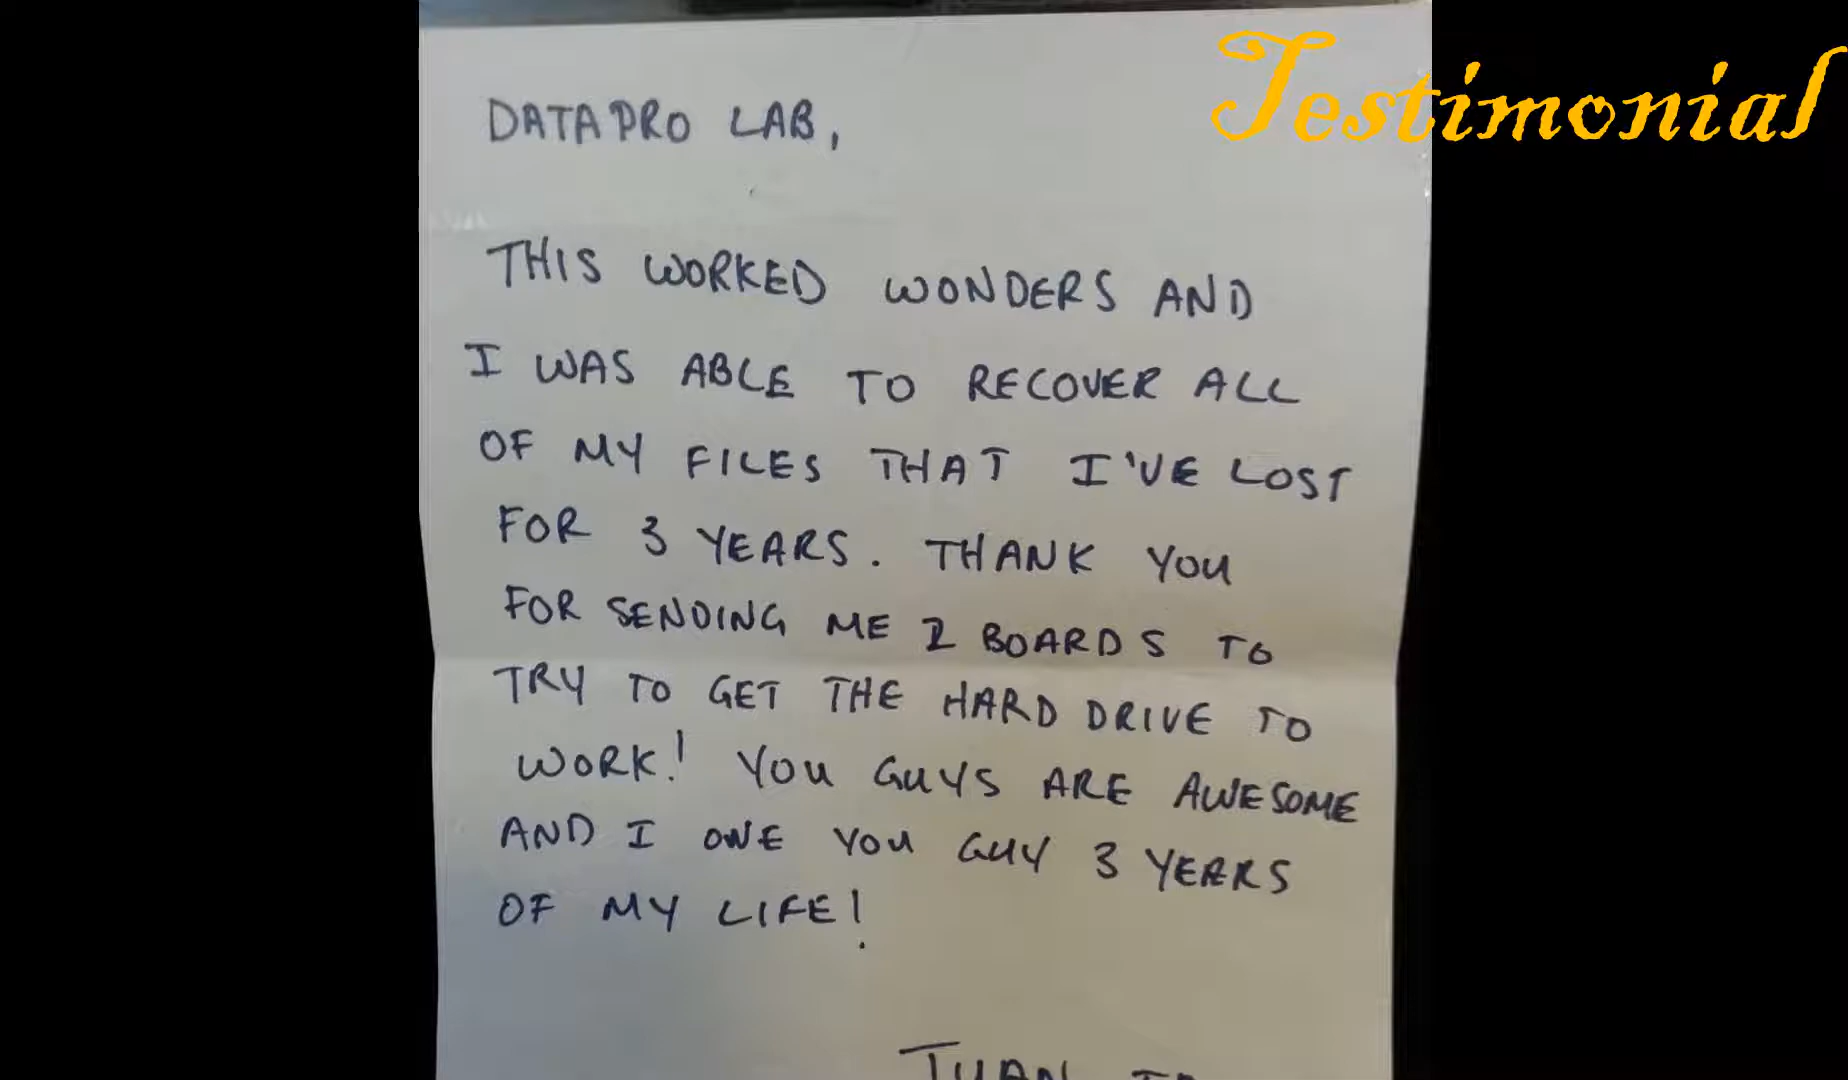 Testimonial
DATAPRO LAB,
THIS WORKED WONDERS AND
I WAS ABLE TO RECOVER ALL
OF MY FILES THAT I'VE LOST
FOR 3 YEARS. THANK YOU
FOR SENDING ME 2 BOARDS TO
TRY TO GET THE HARD DRIVE TO
WORK! YOU GUYS ARE AWESOME
AND I OWE YOU GUY 3 YEARS
OF MY LIFE!